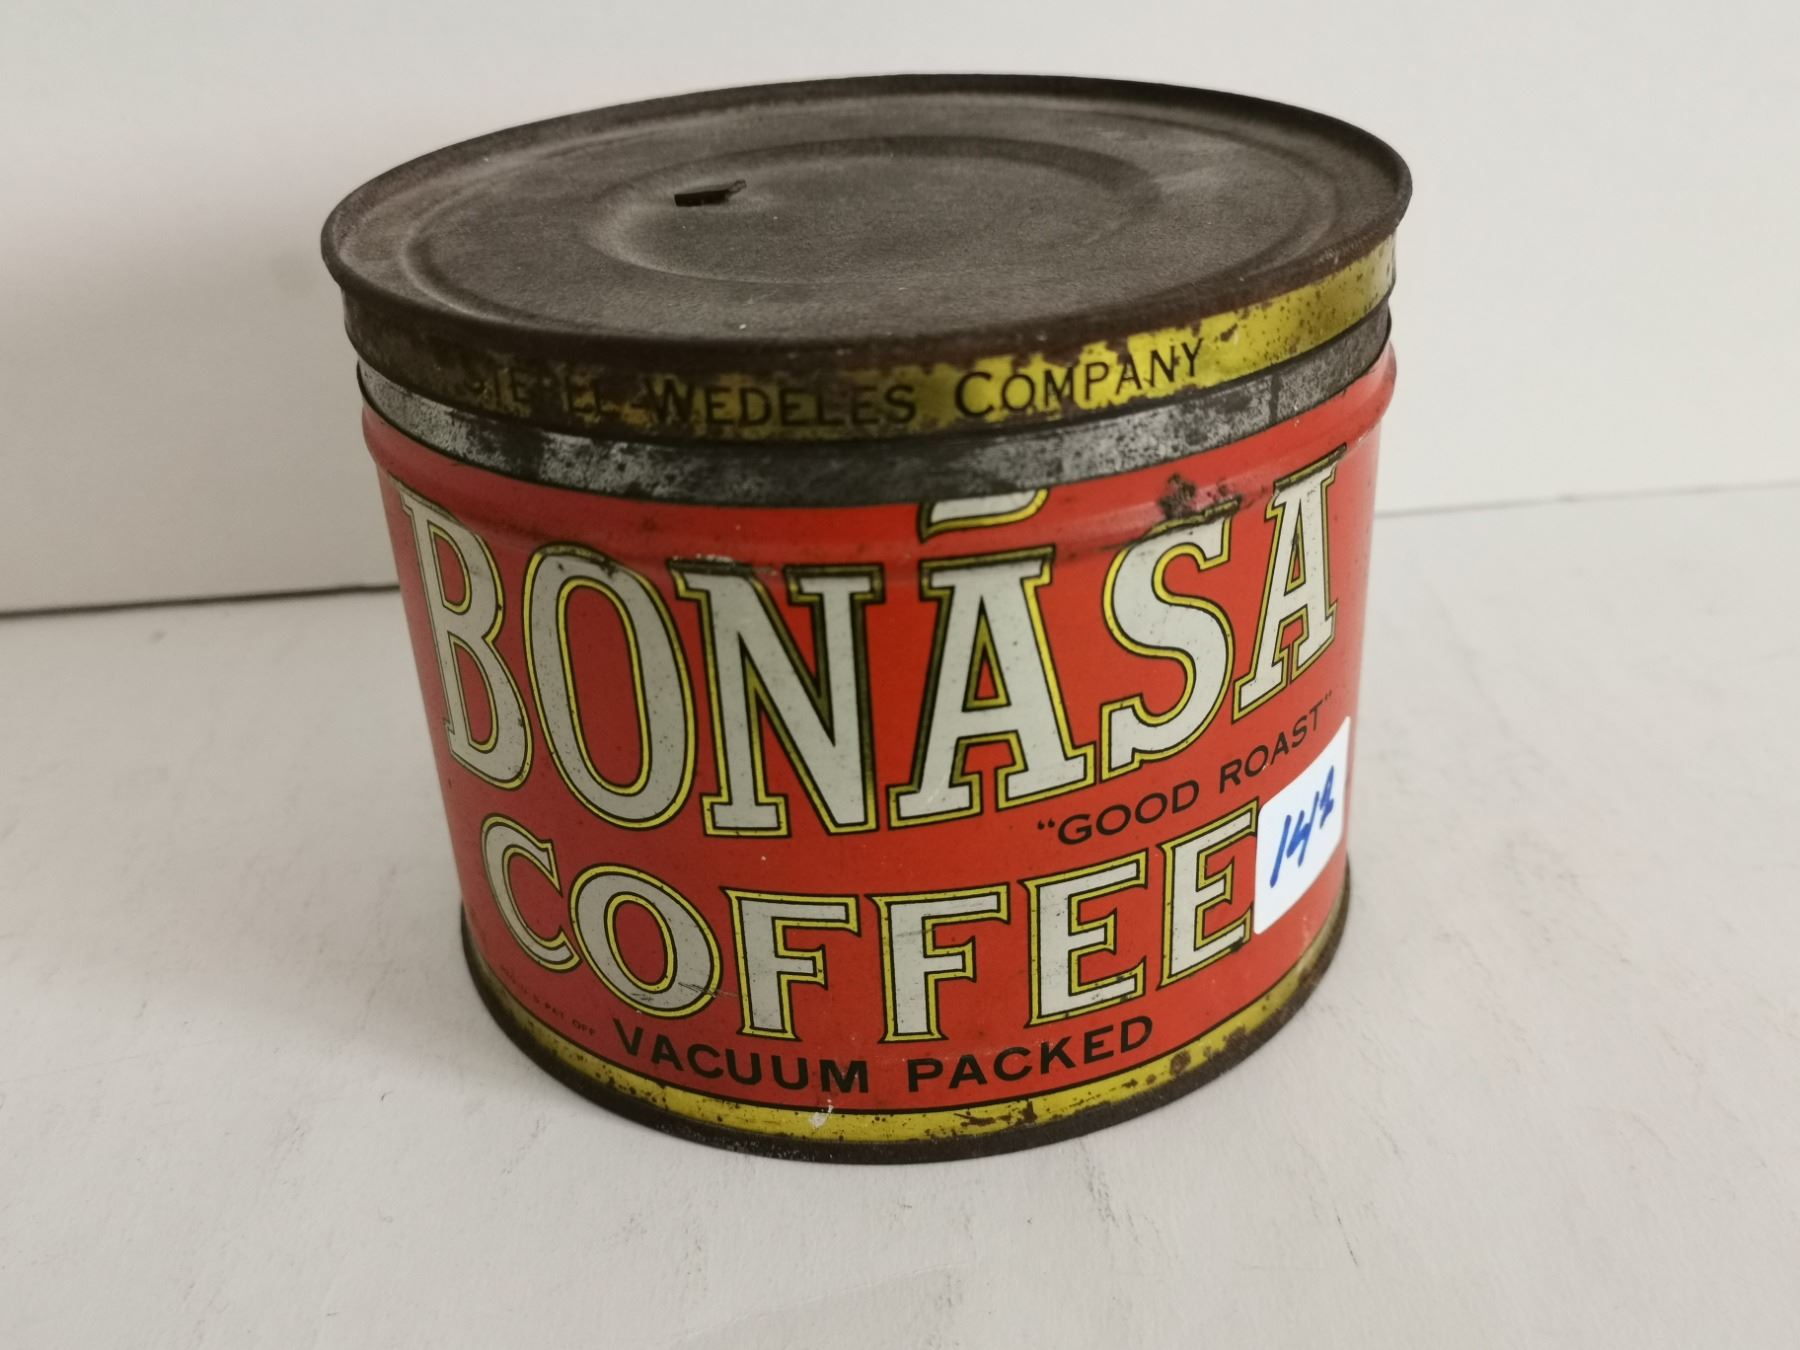 WEDELES COMPANY
BONĀSA
"GOOD ROAST"
COFFEE
VACUUM PACKED